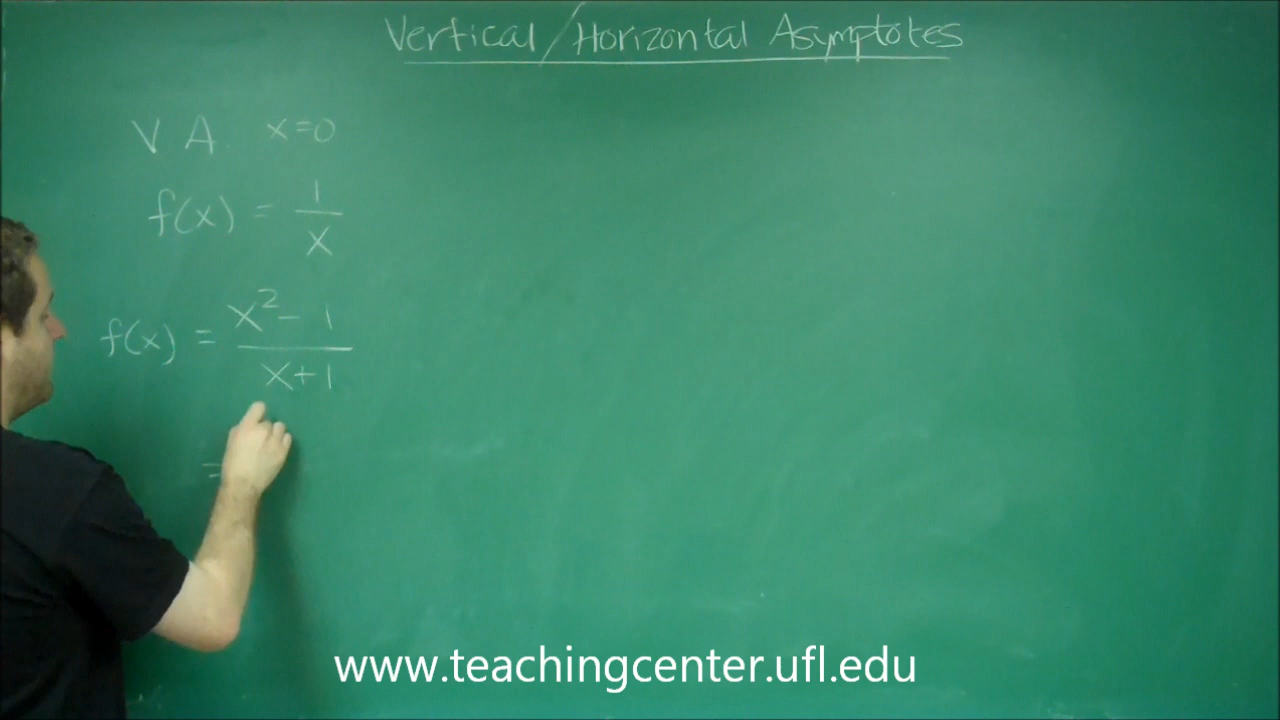 Vertical/Horizontal Asymptotes
V A. x=0
f(x) = 1/x
f(x) = x²- 1 / x+1
=
www.teachingcenter.ufl.edu